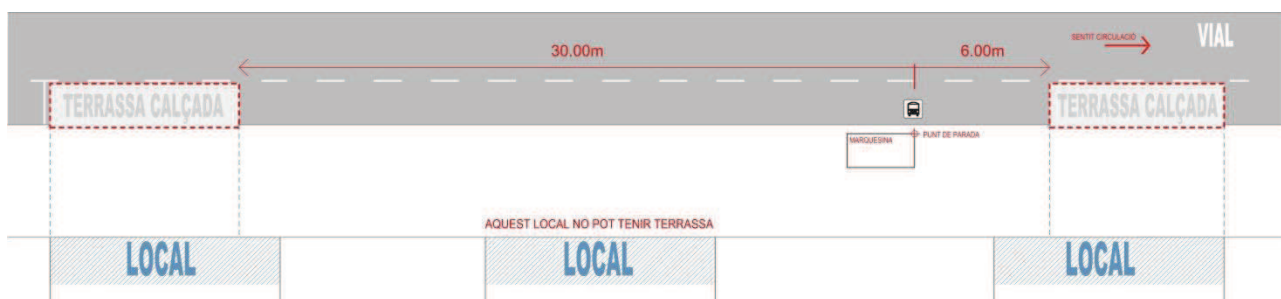 VIAL
SENTIT CIRCULACIÓ
30.00m
6.00m
TERRASSA CALÇADA
TERRASSA CALÇADA
MARQUESINA
PUNT DE PARADA
AQUEST LOCAL NO POT TENIR TERRASSA
LOCAL
LOCAL
LOCAL